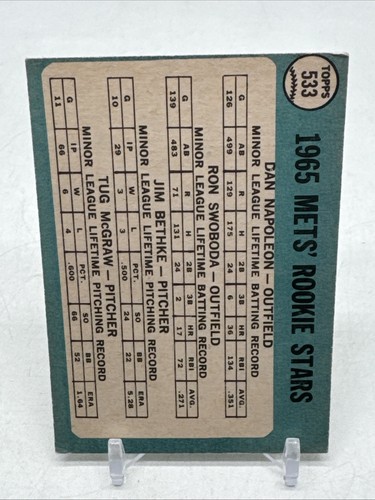 TOPPS
533
1965 METS' ROOKIE STARS
DAN NAPOLEON—OUTFIELD
MINOR LEAGUE LIFETIME BATTING RECORD
G AB R H 2B 3B HR RBI AVG.
126 499 129 175 24 6 36 134 .351
RON SWOBODA—OUTFIELD
MINOR LEAGUE LIFETIME BATTING RECORD
G AB R H 2B 3B HR RBI AVG.
139 483 71 131 24 2 17 72 .271
JIM BETHKE—PITCHER
MINOR LEAGUE LIFETIME PITCHING RECORD
G IP W L PCT. SO BB ERA
10 29 3 3 .500 24 22 5.28
TUG McGRAW—PITCHER
MINOR LEAGUE LIFETIME PITCHING RECORD
G IP W L PCT. SO BB ERA
11 66 6 4 .600 66 52 1.64